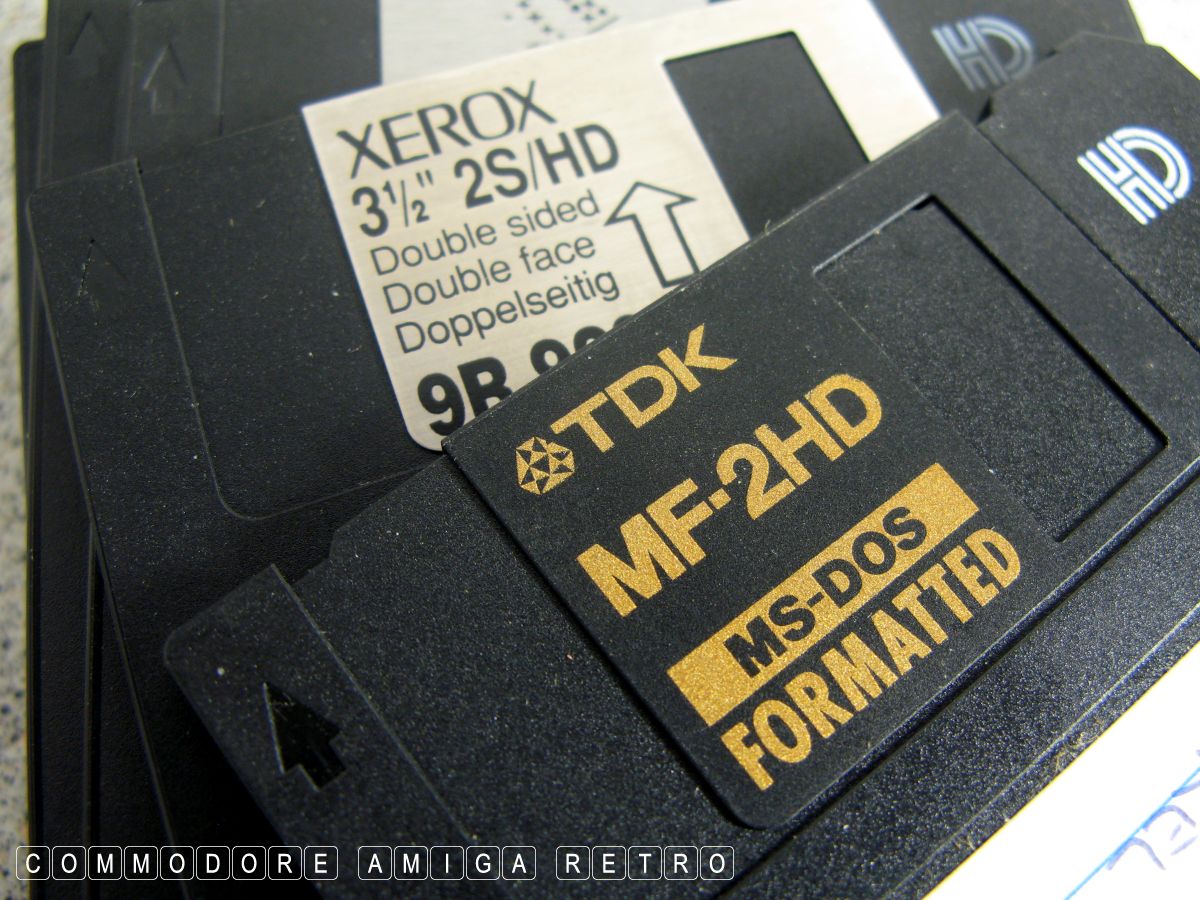 HD
XEROX
3½" 2S/HD
Double sided
Double face
Doppelseitig
9B
HD
TDK
MF-2HD
MS-DOS
FORMATTED
COMMODORE AMIGA RETRO